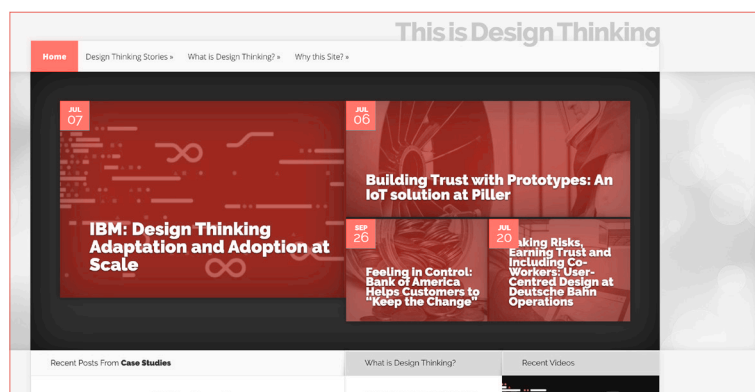 This is Design Thinking
Home
Design Thinking Stories »
What is Design Thinking? »
Why this Site? »
JUL
07
IBM: Design Thinking
Adaptation and Adoption at
Scale
JUL
06
Building Trust with Prototypes: An
IoT solution at Piller
SEP
26
Feeling in Control:
Bank of America
Helps Customers to
“Keep the Change”
JUL
20
Taking Risks,
Earning Trust and
Including Co-
Workers: User-
Centred Design at
Deutsche Bahn
Operations
Recent Posts From Case Studies
What is Design Thinking?
Recent Videos